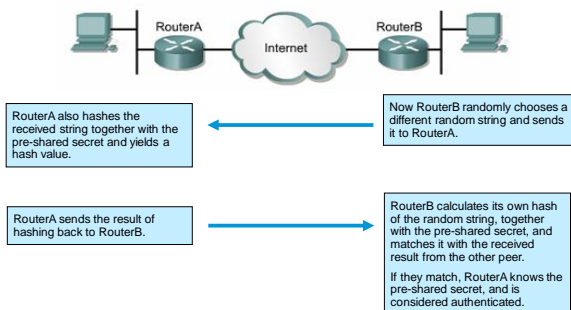 RouterA
Internet
RouterB
RouterA also hashes the
received string together with the
pre-shared secret and yields a
hash value.
Now RouterB randomly chooses a
different random string and sends
it to RouterA.
RouterA sends the result of
hashing back to RouterB.
RouterB calculates its own hash
of the random string, together
with the pre-shared secret, and
matches it with the received
result from the other peer.
If they match, RouterA knows the
pre-shared secret, and is
considered authenticated.